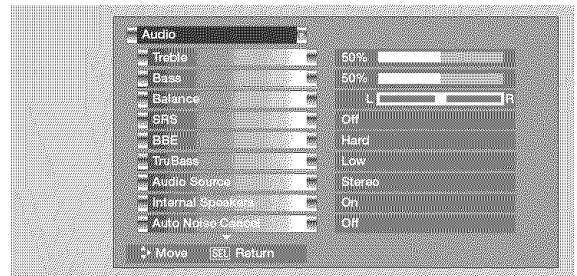 Audio
Treble 50%
Bass 50%
Balance L R
SRS Off
BBE Hard
TruBass Low
Audio Source Stereo
Internal Speakers On
Auto Noise Cancel Off
Move SEL Return